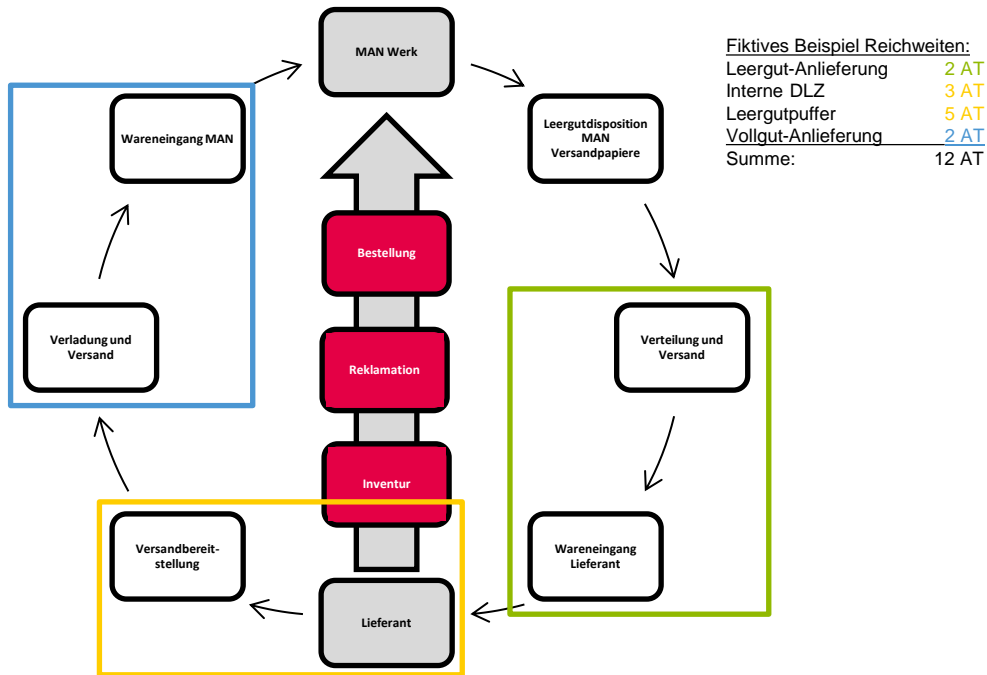 MAN Werk
Fiktives Beispiel Reichweiten:
Leergut-Anlieferung 2 AT
Interne DLZ 3 AT
Leergutpuffer 5 AT
Vollgut-Anlieferung 2 AT
Summe: 12 AT
Wareneingang MAN
Leergutdisposition
MAN
Versandpapiere
Bestellung
Verladung und
Versand
Reklamation
Verteilung und
Versand
Inventur
Versandbereit-
stellung
Wareneingang
Lieferant
Lieferant